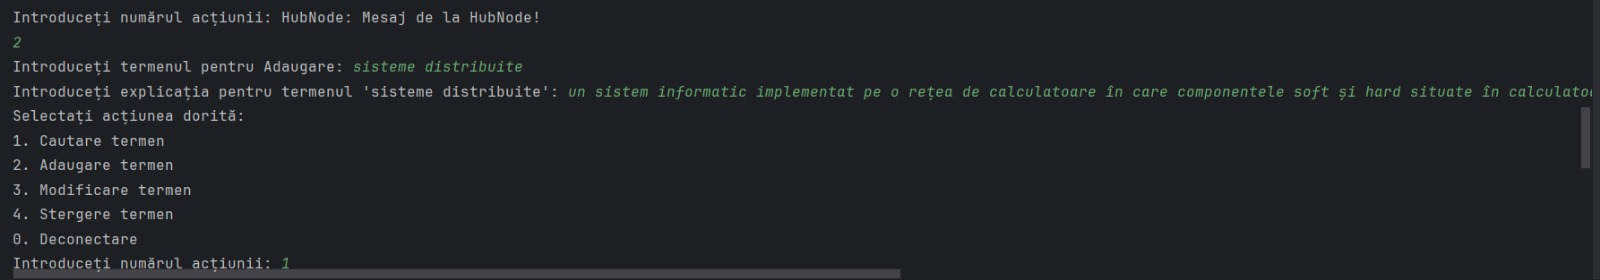 Introduceți numărul acțiunii: HubNode: Mesaj de la HubNode!
2
Introduceți termenul pentru Adaugare: sisteme distribuite
Introduceți explicația pentru termenul 'sisteme distribuite': un sistem informatic implementat pe o rețea de calculatoare în care componentele soft și hard situate în
Selectați acțiunea dorită:
1. Cautare termen
2. Adaugare termen
3. Modificare termen
4. Stergere termen
0. Deconectare
Introduceți numărul acțiunii: 1